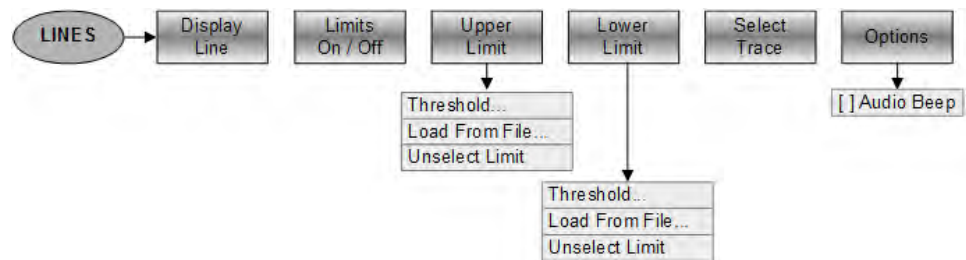 LINES
Display
Line
Limits
On / Off
Upper
Limit
Lower
Limit
Select
Trace
Options
Threshold...
Load From File...
Unselect Limit
Threshold...
Load From File...
Unselect Limit
[ ] Audio Beep